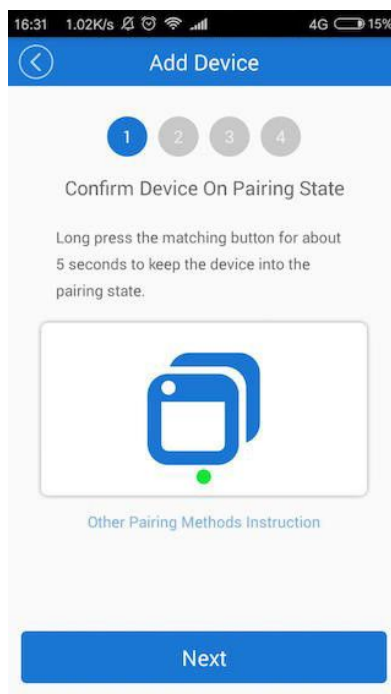 16:31 1.02K/s 4G 15%
Add Device
1 2 3 4
Confirm Device On Pairing State
Long press the matching button for about
5 seconds to keep the device into the
pairing state.
Other Pairing Methods Instruction
Next